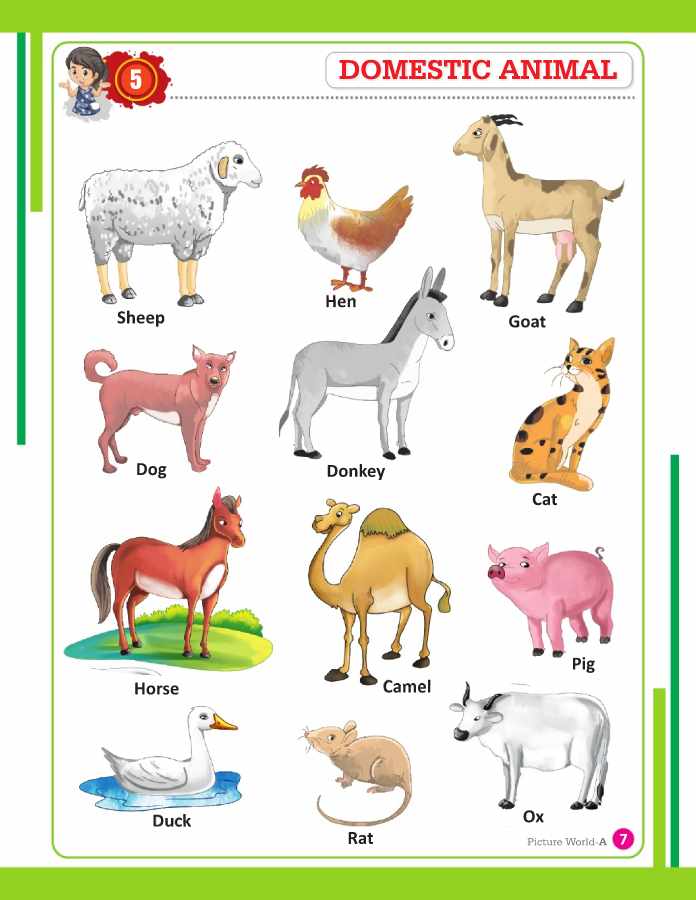 5
DOMESTIC ANIMAL
Sheep
Hen
Goat
Dog
Donkey
Cat
Horse
Camel
Pig
Duck
Rat
Ox
Picture World-A 7